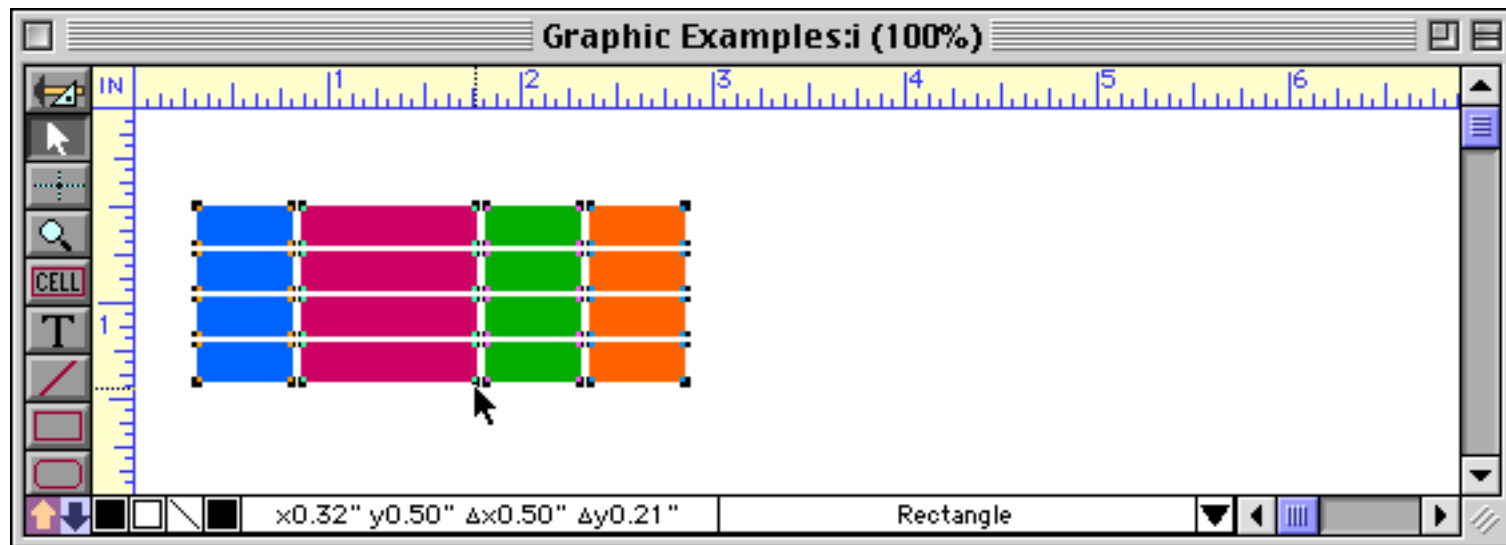 Graphic Examples:i (100%)
IN 1 2 3 4 5 6
CELL
T
1
x0.32" y0.50" Δx0.50" Δy0.21"
Rectangle